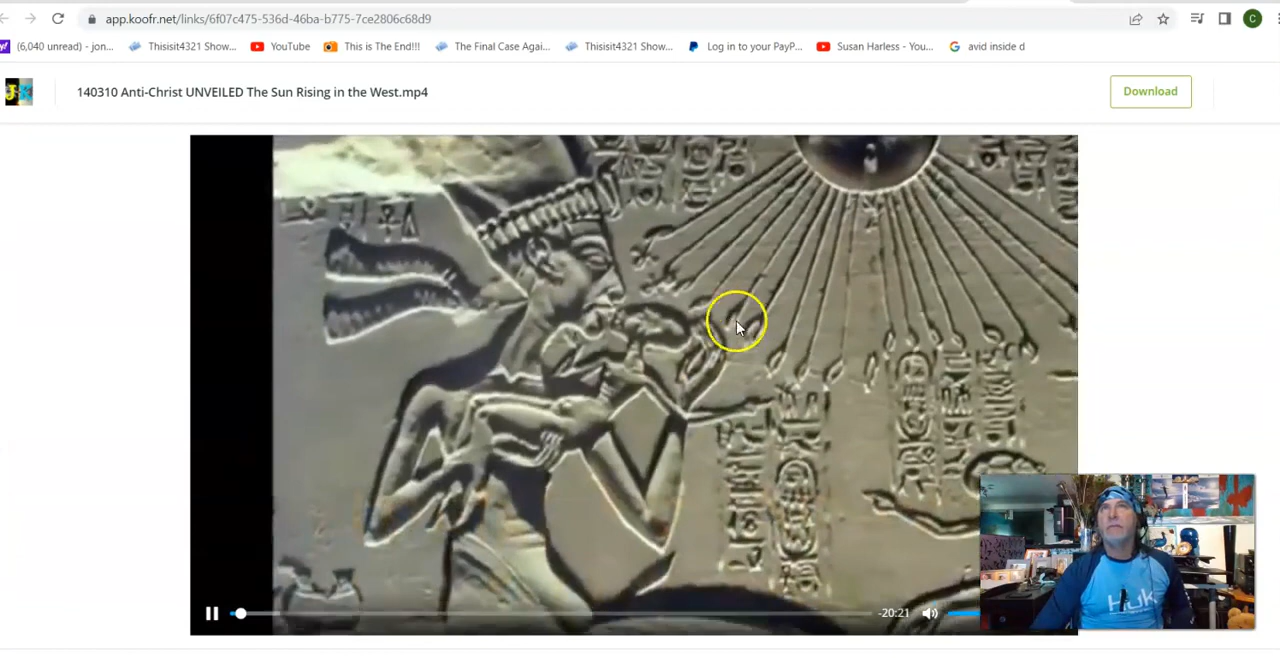 app.koofr.net/links/6f07c475-536d-46ba-b775-7ce2806c68d9
(6,040 unread) - jon... Thisisit4321 Show... YouTube This is The End!!! The Final Case Agai... Thisisit4321 Show... Log in to your PayP... Susan Harless - You... avid inside d
C
140310 Anti-Christ UNVEILED The Sun Rising in the West.mp4
Download
-20:21
HUK